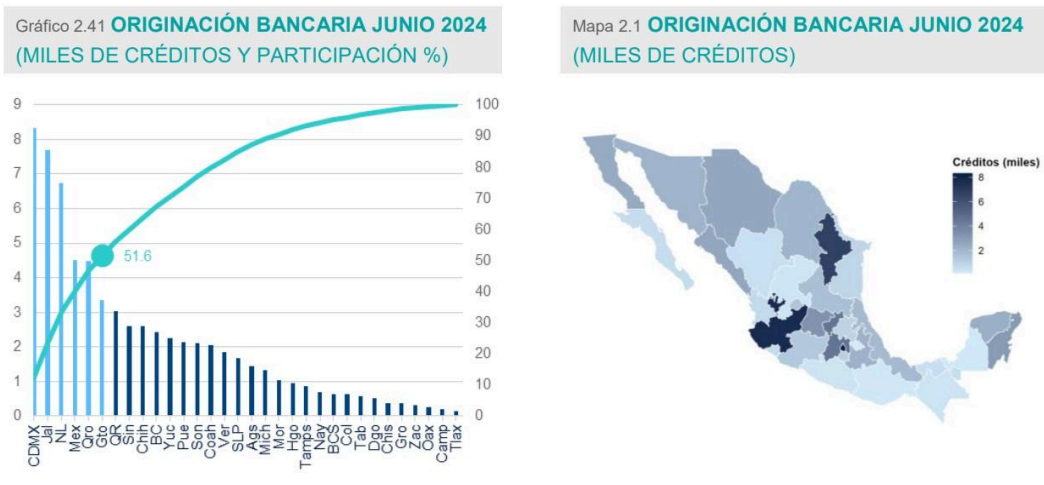 Gráfico 2.41 ORIGINACIÓN BANCARIA JUNIO 2024
(MILES DE CRÉDITOS Y PARTICIPACIÓN %)
9
8
7
6
5
4
3
2
1
0
100
90
80
70
60
50
40
30
20
10
0
51.6
CDMX
Jal
NL
Mex
Qro
Gto
QR
Sin
Chih
BC
Yuc
Pue
Son
Coah
Ver
SLP
Ags
Mich
Mor
Hgo
Tamps
Nay
BCS
Col
Tab
Dgo
Chis
Gro
Zac
Oax
Camp
Tlax
Mapa 2.1 ORIGINACIÓN BANCARIA JUNIO 2024
(MILES DE CRÉDITOS)
Créditos (miles)
8
6
4
2